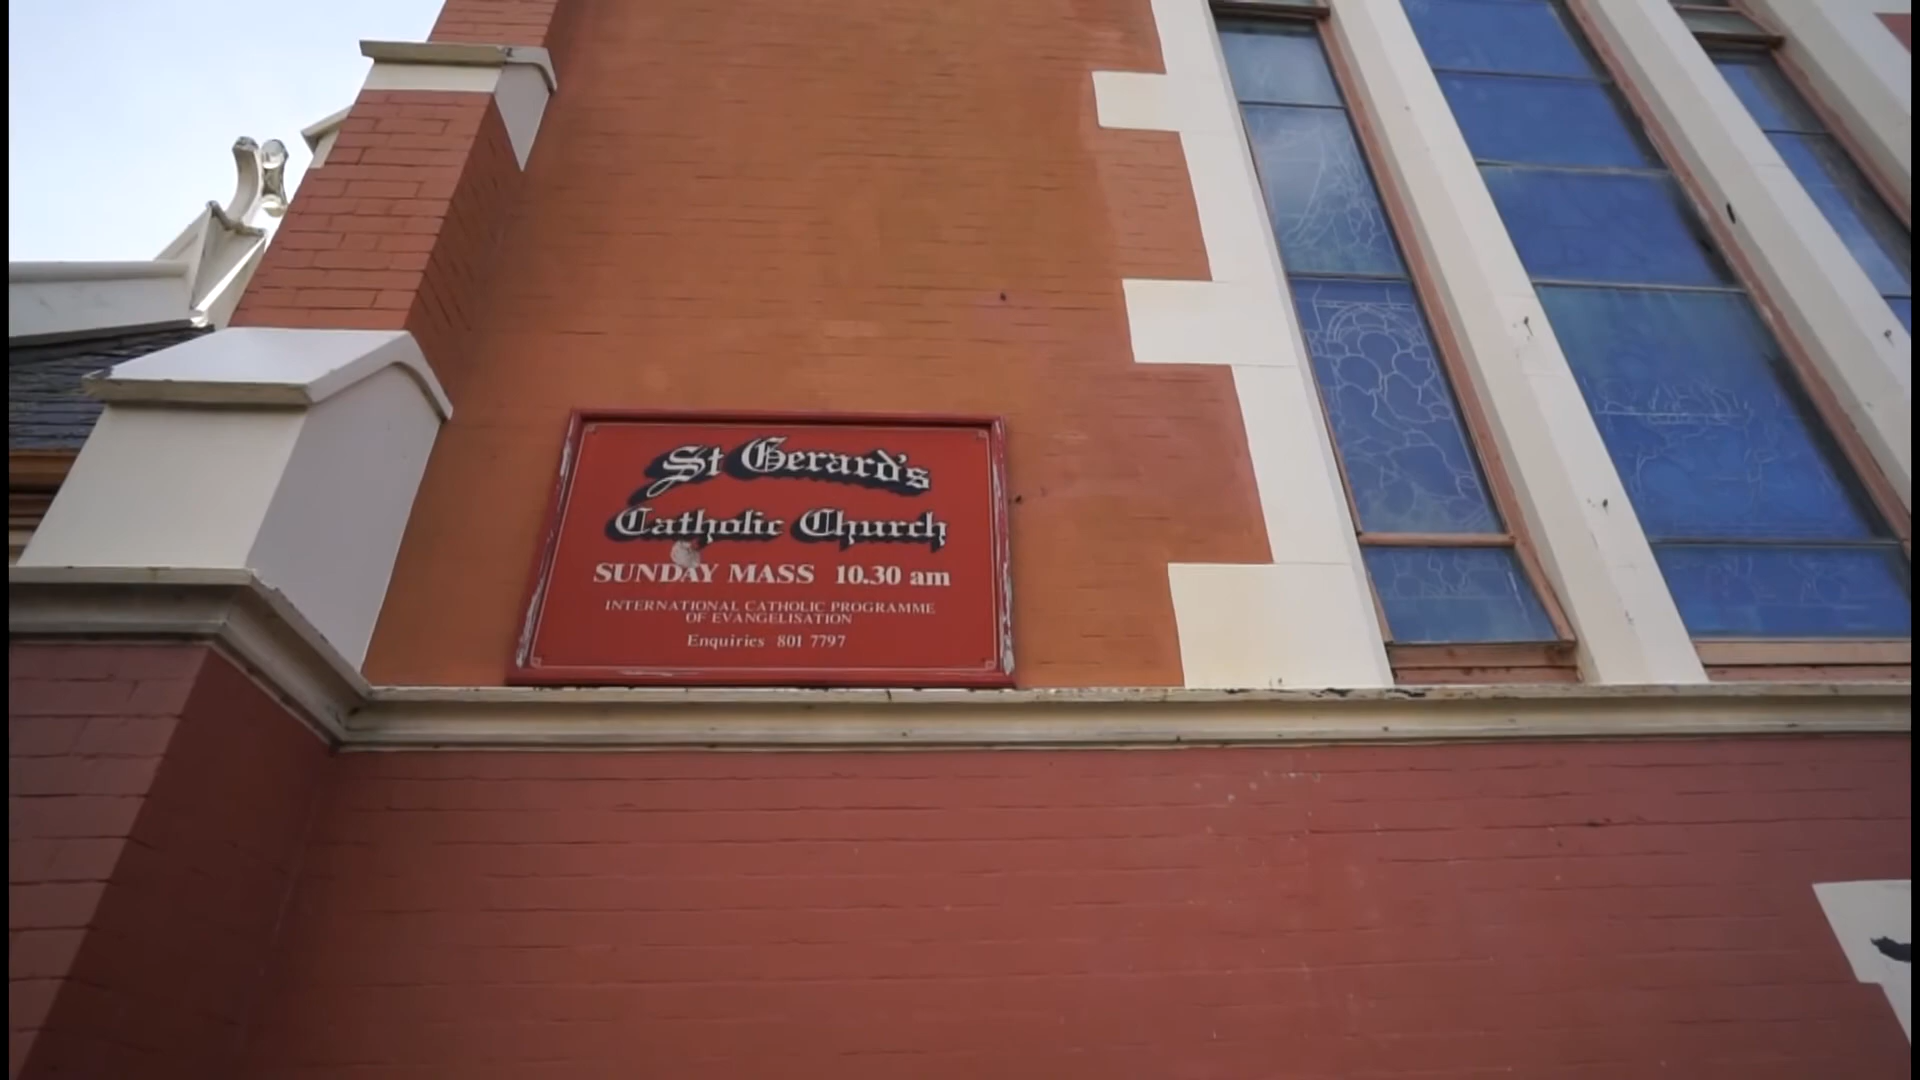 St Gerard's
Catholic Church
SUNDAY MASS 10.30 am
INTERNATIONAL CATHOLIC PROGRAMME
OF EVANGELISATION
Enquiries 801 7797